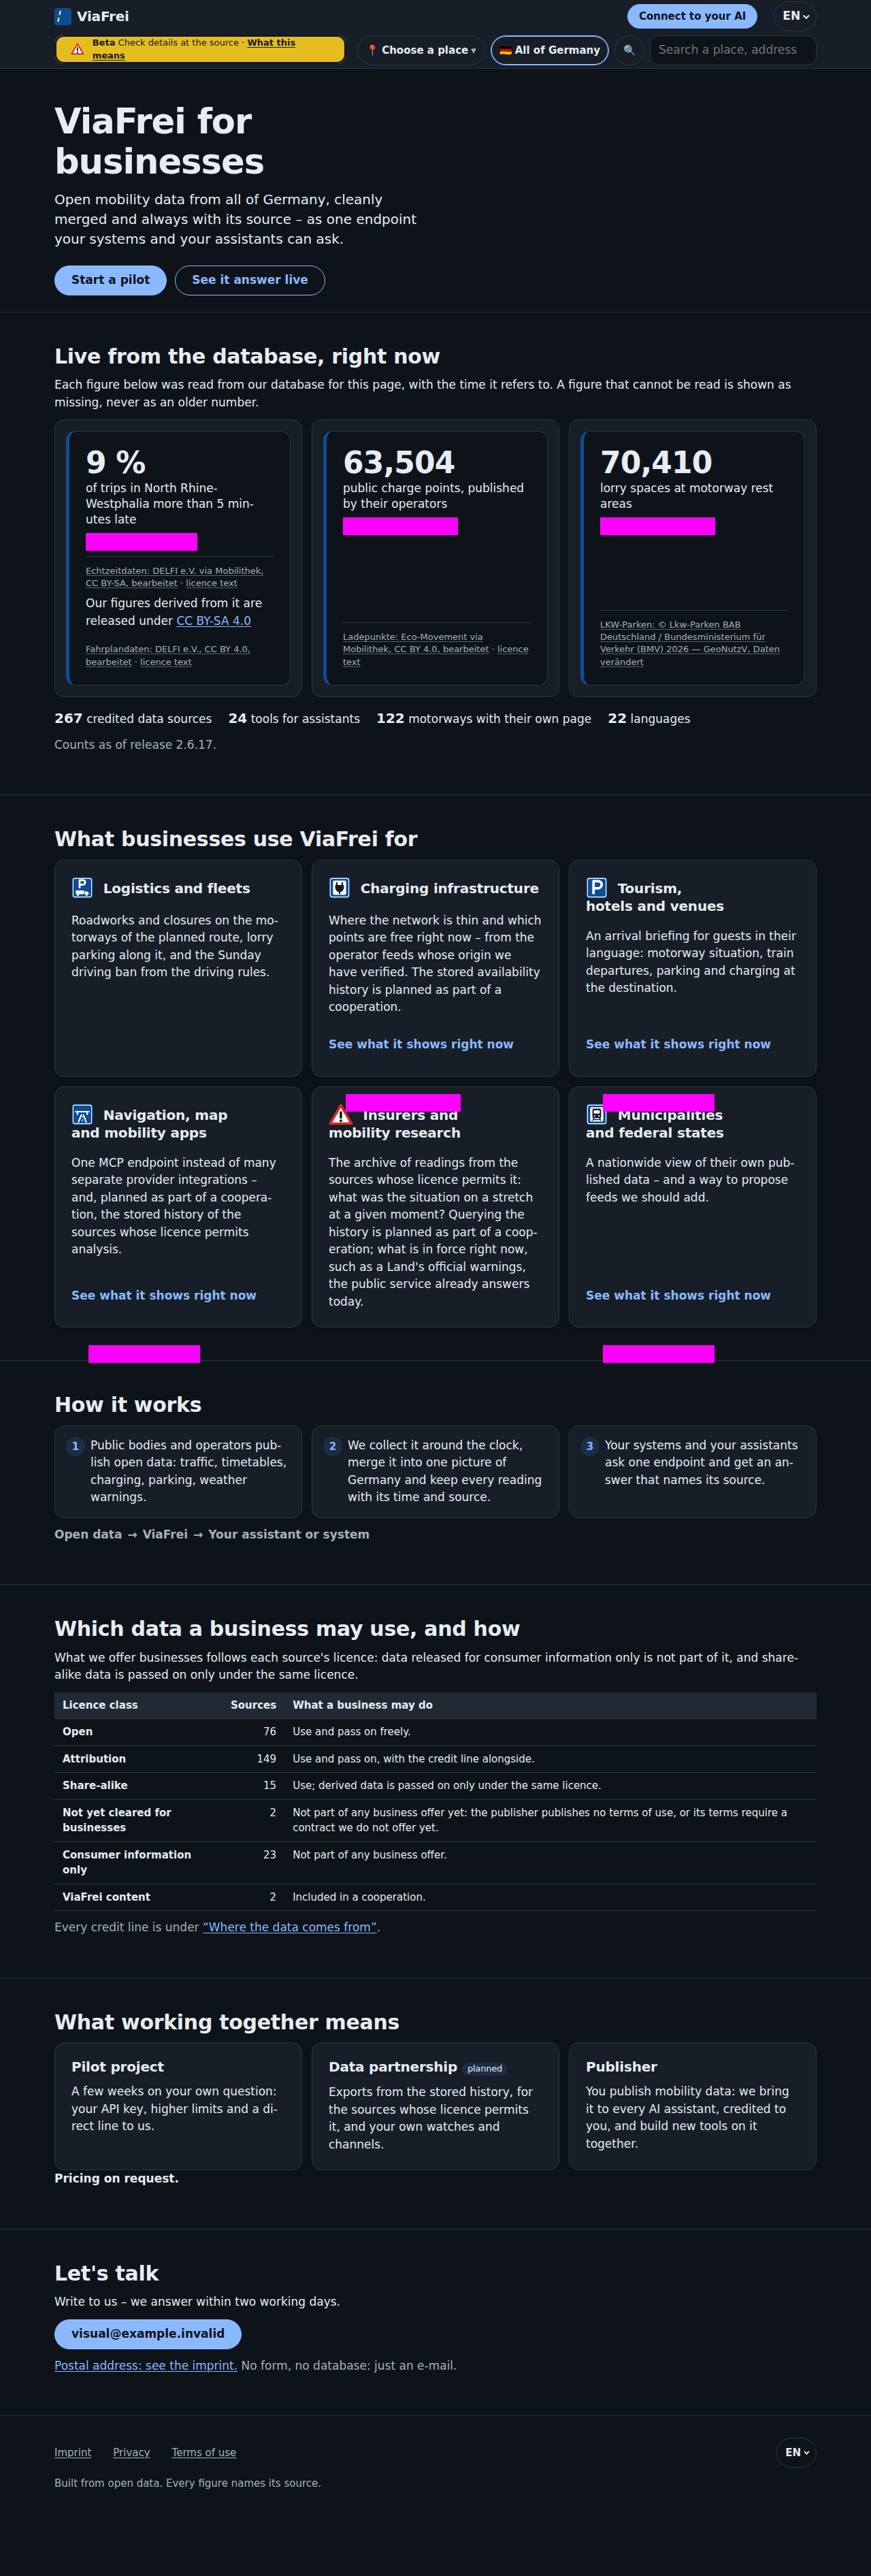 ViaFrei
Connect to your AI
EN
Beta Check details at the source · What this
means
📍 Choose a place ▾
🇩🇪 All of Germany
🔍
Search a place, address
ViaFrei for
businesses
Open mobility data from all of Germany, cleanly
merged and always with its source – as one endpoint
your systems and your assistants can ask.
Start a pilot
See it answer live
Live from the database, right now
Each figure below was read from our database for this page, with the time it refers to. A figure that cannot be read is shown as
missing, never as an older number.
9 %
of trips in North Rhine-
Westphalia more than 5 min-
utes late
Echtzeitdaten: DELFI e.V. via Mobilithek,
CC BY-SA, bearbeitet · licence text
Our figures derived from it are
released under CC BY-SA 4.0
Fahrplandaten: DELFI e.V., CC BY 4.0,
bearbeitet · licence text
63,504
public charge points, published
by their operators
Ladepunkte: Eco-Movement via
Mobilithek, CC BY 4.0, bearbeitet · licence
text
70,410
lorry spaces at motorway rest
areas
LKW-Parken: © Lkw-Parken BAB
Deutschland / Bundesministerium für
Verkehr (BMV) 2026 — GeoNutzV, Daten
verändert
267 credited data sources 24 tools for assistants 122 motorways with their own page 22 languages
Counts as of release 2.6.17.
What businesses use ViaFrei for
Logistics and fleets
Roadworks and closures on the mo-
torways of the planned route, lorry
parking along it, and the Sunday
driving ban from the driving rules.
Charging infrastructure
Where the network is thin and which
points are free right now – from the
operator feeds whose origin we
have verified. The stored availability
history is planned as part of a
cooperation.
See what it shows right now
Tourism,
hotels and venues
An arrival briefing for guests in their
language: motorway situation, train
departures, parking and charging at
the destination.
See what it shows right now
Navigation, map
and mobility apps
One MCP endpoint instead of many
separate provider integrations –
and, planned as part of a coopera-
tion, the stored history of the
sources whose licence permits
analysis.
See what it shows right now
Insurers and
mobility research
The archive of readings from the
sources whose licence permits it:
what was the situation on a stretch
at a given moment? Querying the
history is planned as part of a coop-
eration; what is in force right now,
such as a Land's official warnings,
the public service already answers
today.
Municipalities
and federal states
A nationwide view of their own pub-
lished data – and a way to propose
feeds we should add.
See what it shows right now
How it works
1 Public bodies and operators pub-
lish open data: traffic, timetables,
charging, parking, weather
warnings.
2 We collect it around the clock,
merge it into one picture of
Germany and keep every reading
with its time and source.
3 Your systems and your assistants
ask one endpoint and get an an-
swer that names its source.
Open data → ViaFrei → Your assistant or system
Which data a business may use, and how
What we offer businesses follows each source's licence: data released for consumer information only is not part of it, and share-
alike data is passed on only under the same licence.
Licence class Sources What a business may do
Open 76 Use and pass on freely.
Attribution 149 Use and pass on, with the credit line alongside.
Share-alike 15 Use; derived data is passed on only under the same licence.
Not yet cleared for
businesses
2 Not part of any business offer yet: the publisher publishes no terms of use, or its terms require a
contract we do not offer yet.
Consumer information
only
23 Not part of any business offer.
ViaFrei content 2 Included in a cooperation.
Every credit line is under “Where the data comes from”.
What working together means
Pilot project
A few weeks on your own question:
your API key, higher limits and a di-
rect line to us.
Data partnership planned
Exports from the stored history, for
the sources whose licence permits
it, and your own watches and
channels.
Publisher
You publish mobility data: we bring
it to every AI assistant, credited to
you, and build new tools on it
together.
Pricing on request.
Let's talk
Write to us – we answer within two working days.
visual@example.invalid
Postal address: see the imprint. No form, no database: just an e-mail.
Imprint Privacy Terms of use
EN
Built from open data. Every figure names its source.